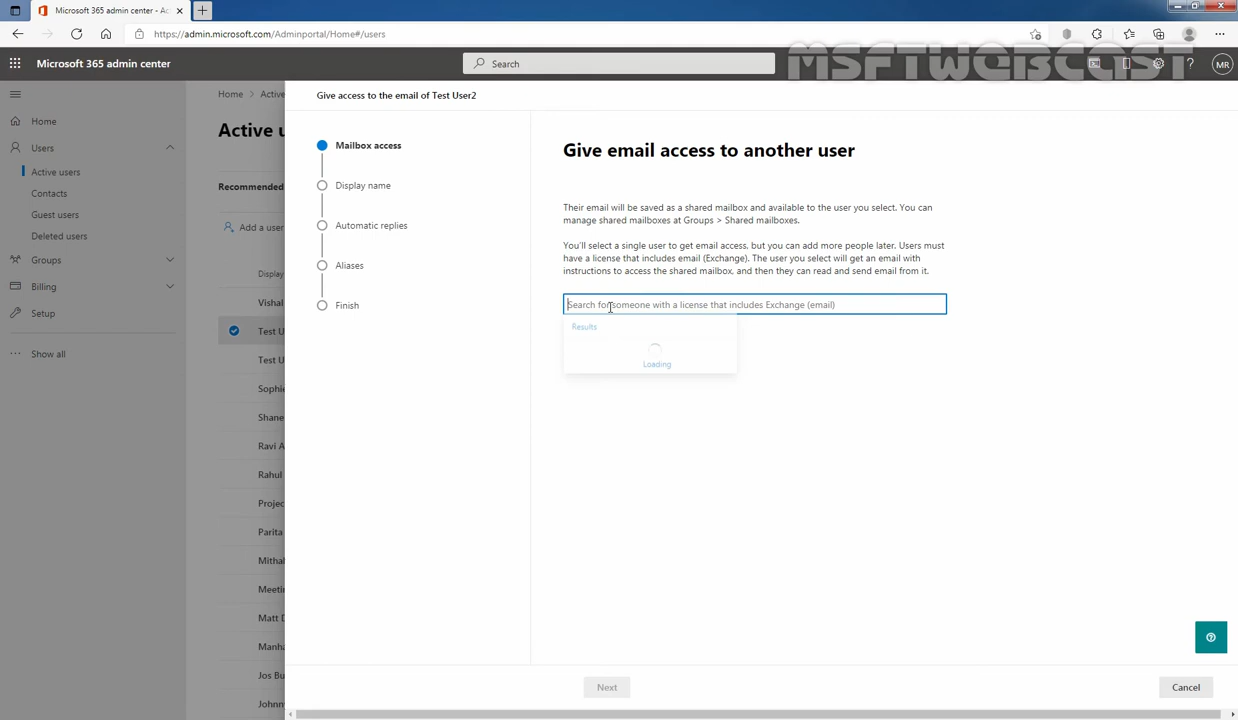 Microsoft 365 admin center - Ac
https://admin.microsoft.com/Adminportal/Home#/users
Microsoft 365 admin center
Search
MSFTWEBCAST
MR
Home
Users
Active users
Contacts
Guest users
Deleted users
Groups
Billing
Setup
Show all
Home
Active
Active u
Recommended
Add a user
Display
Vishal
Test U
Test U
Sophie
Shane
Ravi A
Rahul
Projec
Parita
Mithal
Meetin
Matt D
Manha
Jos Bu
Johnny
Give access to the email of Test User2
Mailbox access
Display name
Automatic replies
Aliases
Finish
Give email access to another user
Their email will be saved as a shared mailbox and available to the user you select. You can
manage shared mailboxes at Groups > Shared mailboxes.
You'll select a single user to get email access, but you can add more people later. Users must
have a license that includes email (Exchange). The user you select will get an email with
instructions to access the shared mailbox, and then they can read and send email from it.
Search for someone with a license that includes Exchange (email)
Results
Loading
Next
Cancel